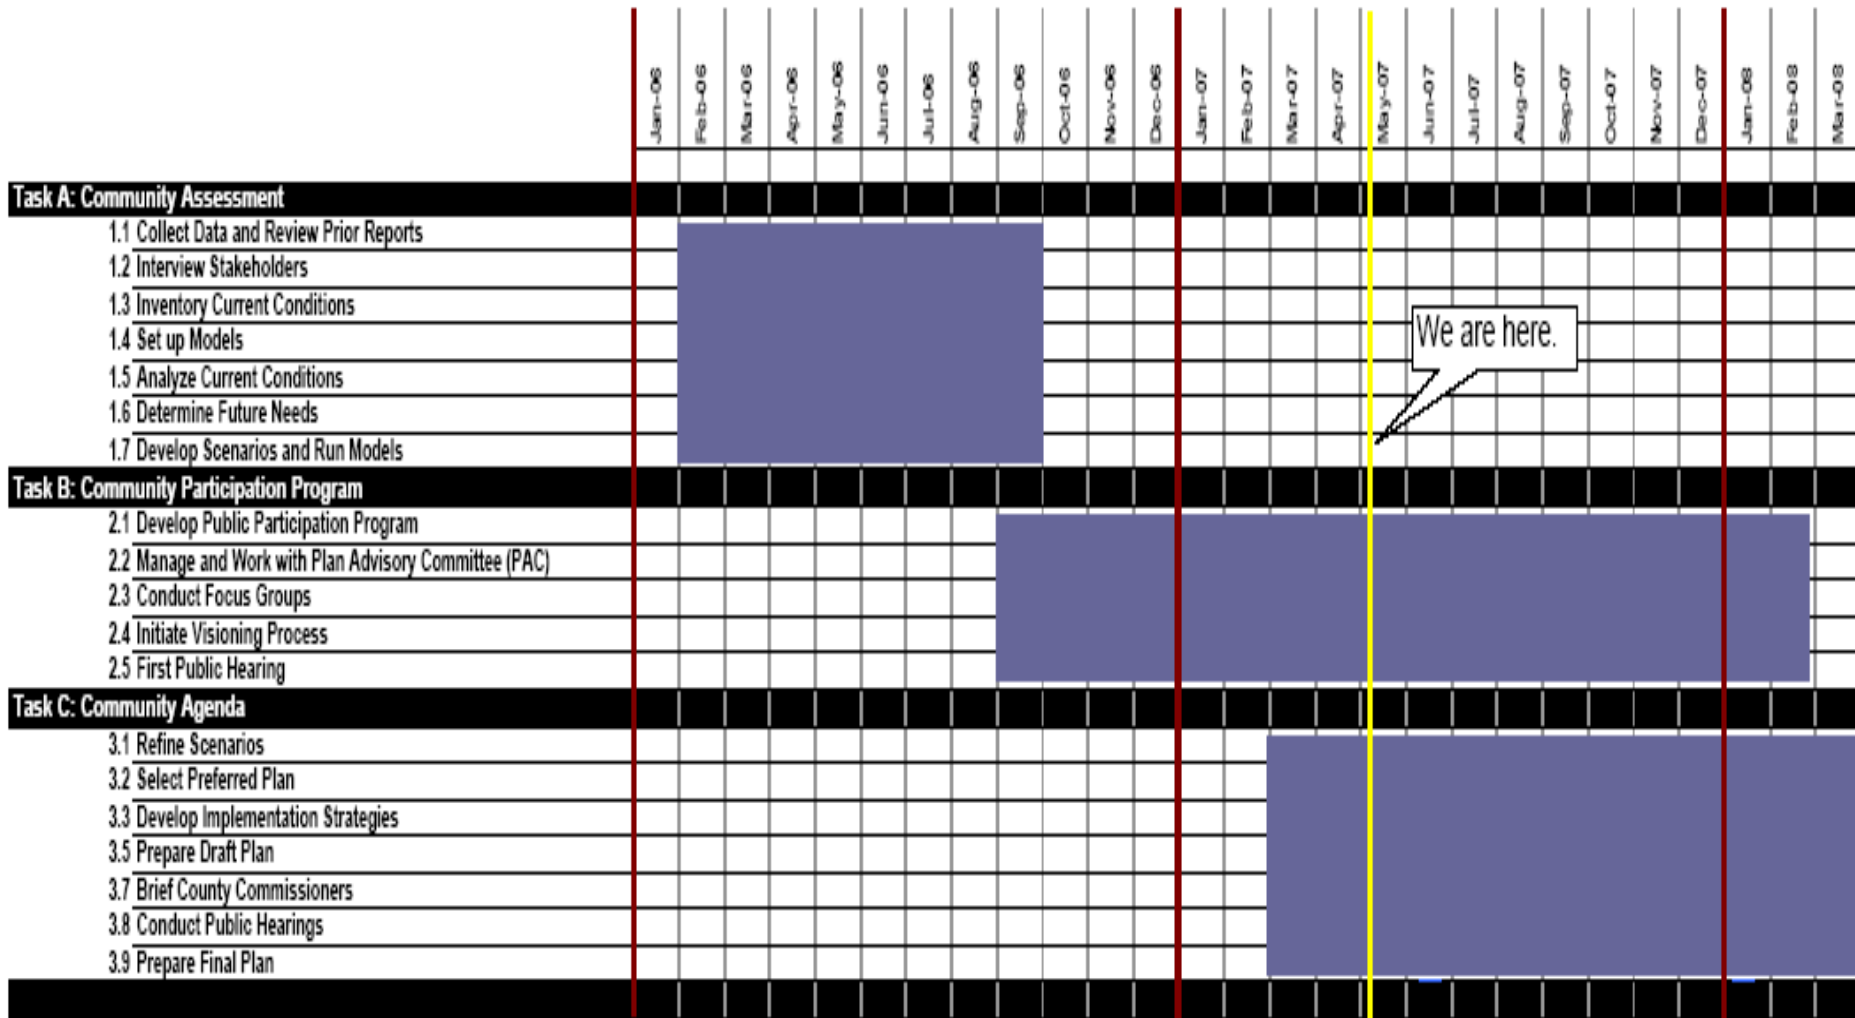 Jan-06
Feb-06
Mar-06
Apr-06
May-06
Jun-06
Jul-06
Aug-06
Sep-06
Oct-06
Nov-06
Dec-06
Jan-07
Feb-07
Mar-07
Apr-07
May-07
Jun-07
Jul-07
Aug-07
Sep-07
Oct-07
Nov-07
Dec-07
Jan-08
Feb-08
Mar-08
Task A: Community Assessment
1.1 Collect Data and Review Prior Reports
1.2 Interview Stakeholders
1.3 Inventory Current Conditions
We are here.
1.4 Set up Models
1.5 Analyze Current Conditions
1.6 Determine Future Needs
1.7 Develop Scenarios and Run Models
Task B: Community Participation Program
2.1 Develop Public Participation Program
2.2 Manage and Work with Plan Advisory Committee (PAC)
2.3 Conduct Focus Groups
2.4 Initiate Visioning Process
2.5 First Public Hearing
Task C: Community Agenda
3.1 Refine Scenarios
3.2 Select Preferred Plan
3.3 Develop Implementation Strategies
3.5 Prepare Draft Plan
3.7 Brief County Commissioners
3.8 Conduct Public Hearings
3.9 Prepare Final Plan